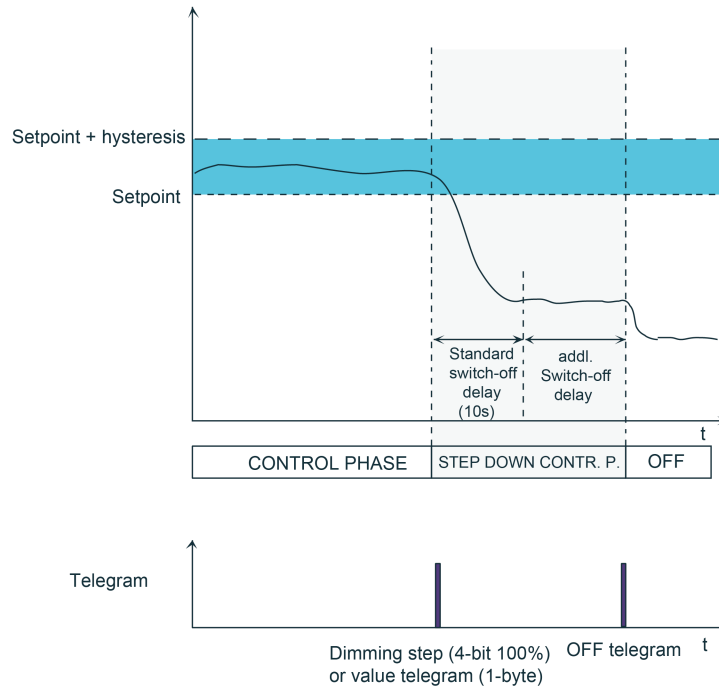 Setpoint + hysteresis
Setpoint
Standard
switch-off
delay
(10s)
addl.
Switch-off
delay
t
CONTROL PHASE
STEP DOWN CONTR. P.
OFF
Telegram
Dimming step (4-bit 100%)
or value telegram (1-byte)
OFF telegram
t